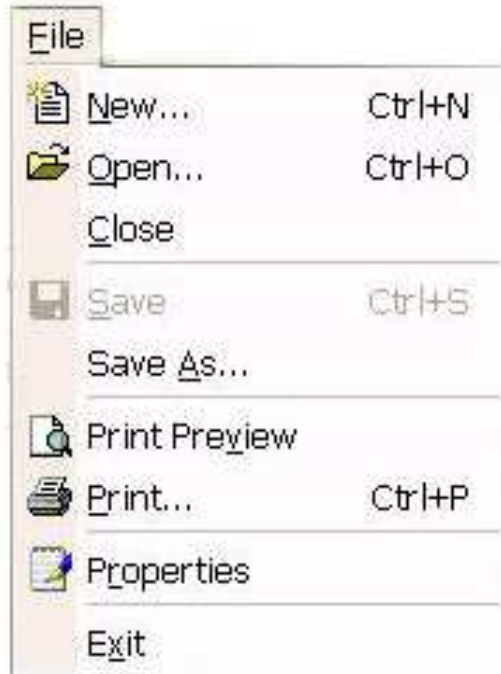 File
New... Ctrl+N
Open... Ctrl+O
Close
Save Ctrl+S
Save As...
Print Preview
Print... Ctrl+P
Properties
Exit